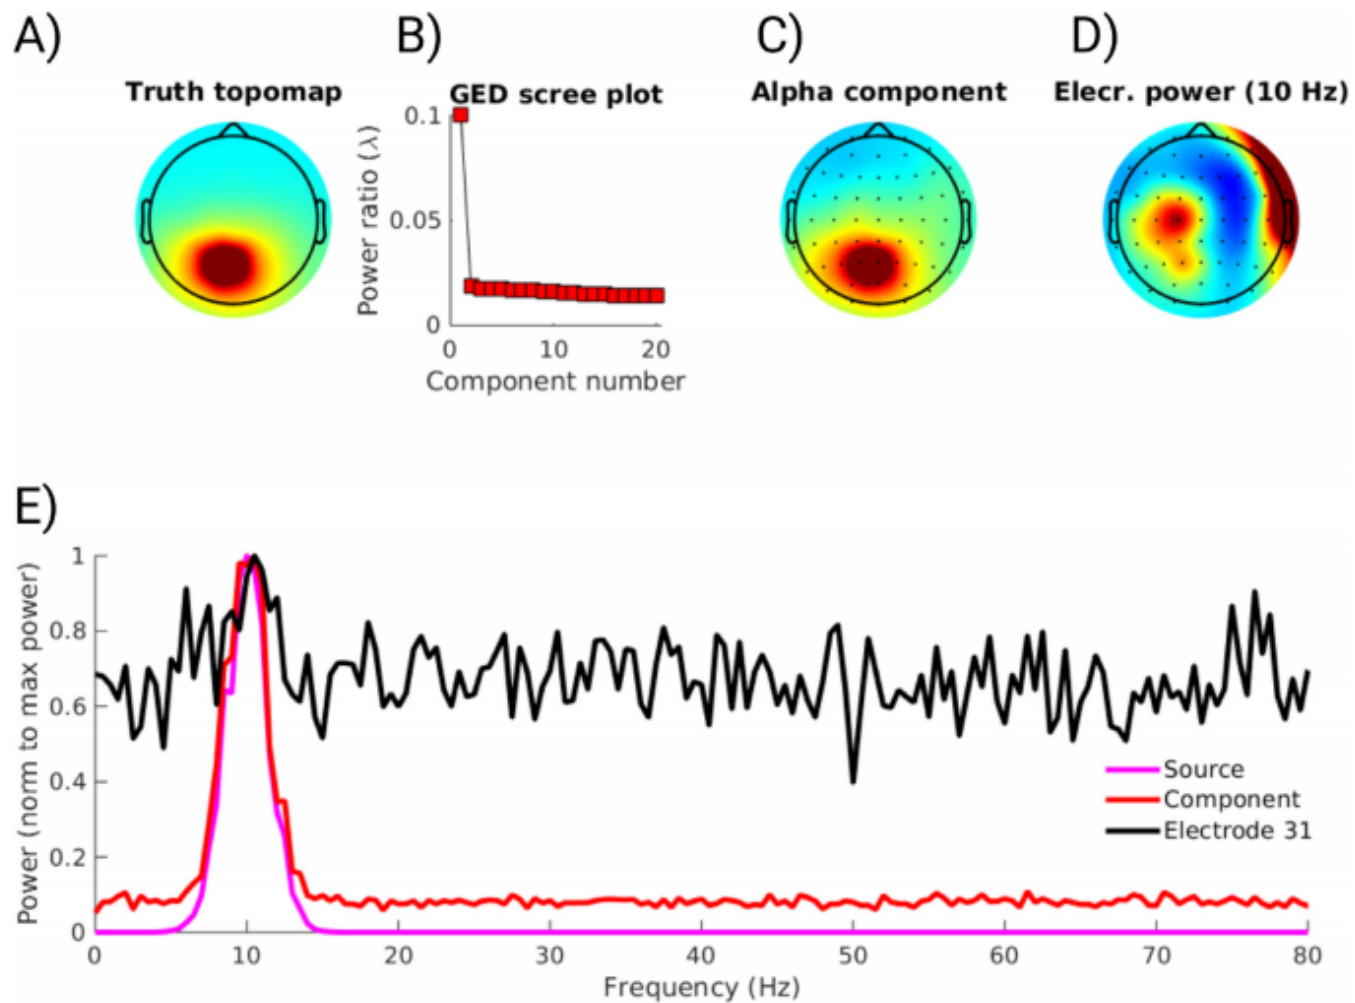 A)
B)
C)
D)
Truth topomap
GED scree plot
Alpha component
Elecr. power (10 Hz)
Power ratio (λ)
0.1
0.05
0
0
10
20
Component number
E)
Power (norm to max power)
1
0.8
0.6
0.4
0.2
0
Source
Component
Electrode 31
0
10
20
30
40
50
60
70
80
Frequency (Hz)